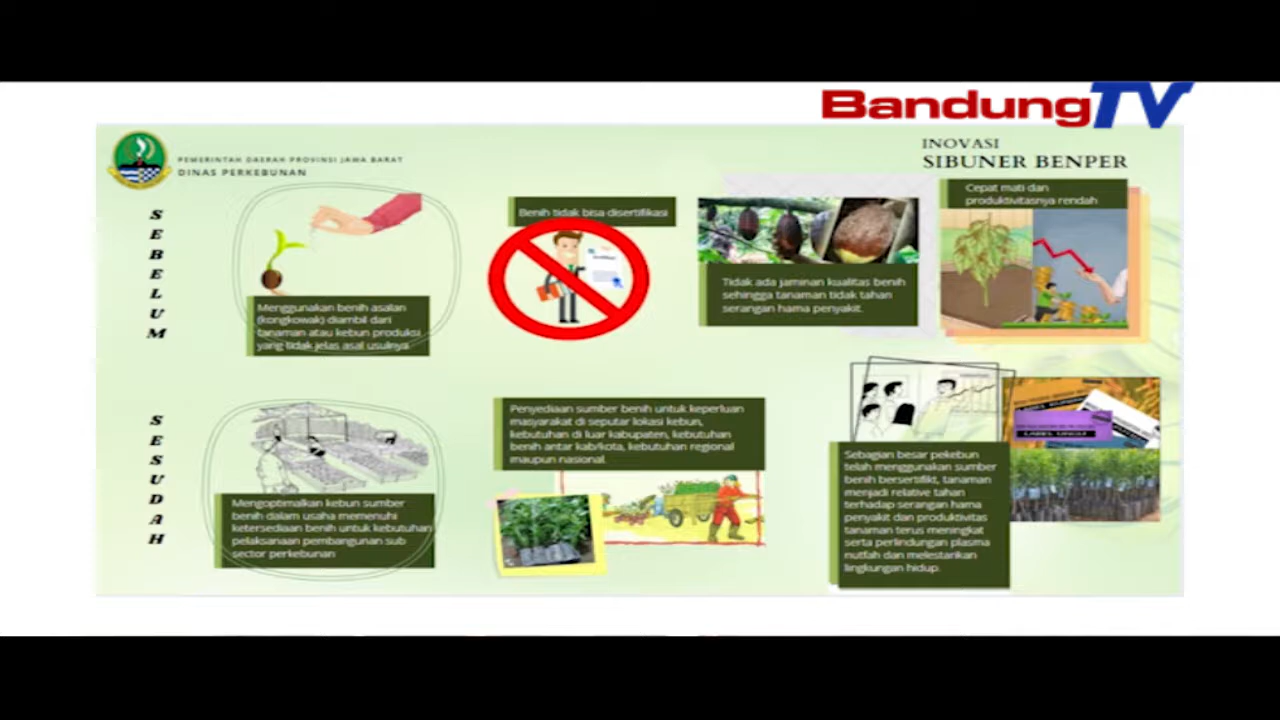 BandungTV
PEMERINTAH DAERAH PROVINSI JAWA BARAT
DINAS PERKEBUNAN
INOVASI
SIBUNER BENPER
SEBELUM
Menggunakan benih asalan
(kongkowak) diambil dari
tanaman atau kebun produksi
yang tidak jelas asal usulnya
Benih tidak bisa disertifikasi
Tidak ada jaminan kualitas benih
sehingga tanaman tidak tahan
serangan hama penyakit.
Cepat mati dan
produktivitasnya rendah
SESUDAH
Mengoptimalkan kebun sumber
benih dalam usaha memenuhi
ketersediaan benih untuk kebutuhan
pelaksanaan pembangunan sub
sector perkebunan
Penyediaan sumber benih untuk keperluan
masyarakat di seputar lokasi kebun,
kebutuhan di luar kabupaten, kebutuhan
benih antar kab/kota, kebutuhan regional
maupun nasional.
Sebagian besar pekebun
telah menggunakan sumber
benih bersertifikt, tanaman
menjadi relative tahan
terhadap serangan hama
penyakit dan produktivitas
tanaman terus meningkat
serta perlindungan plasma
nutfah dan melestarikan
lingkungan hidup.